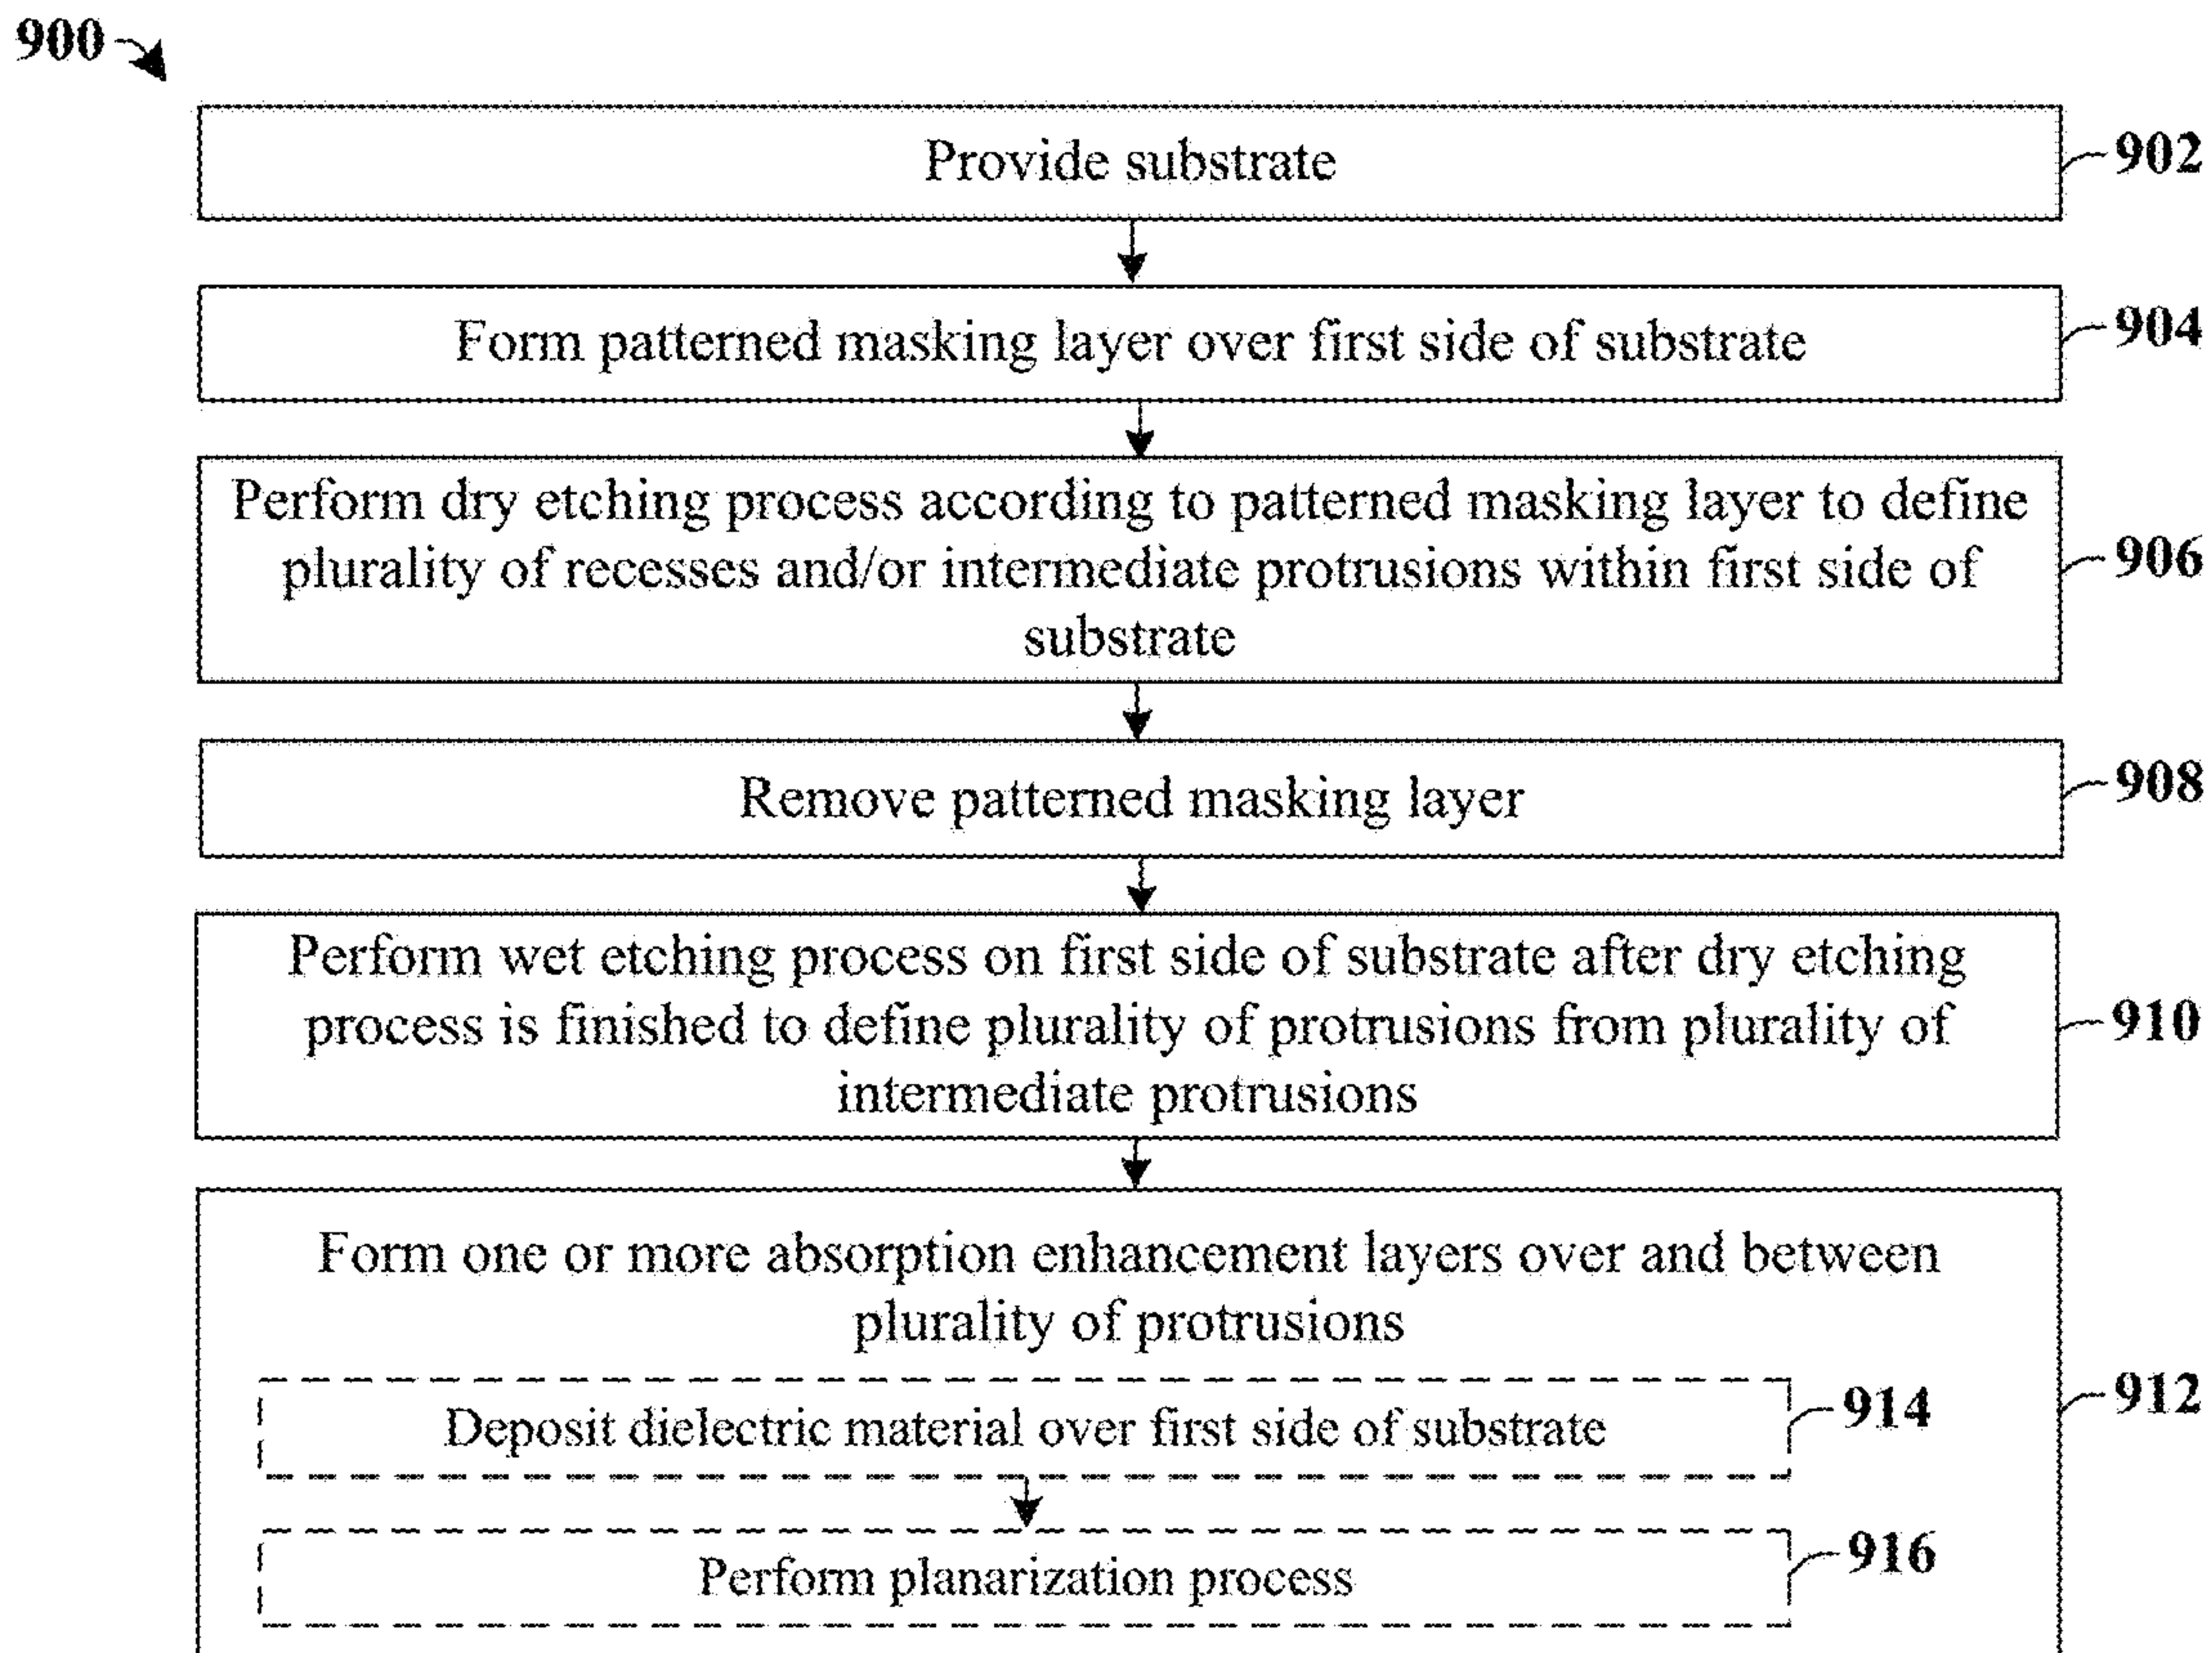 900
Provide substrate
902
Form patterned masking layer over first side of substrate
904
Perform dry etching process according to patterned masking layer to define
plurality of recesses and/or intermediate protrusions within first side of
substrate
906
Remove patterned masking layer
908
Perform wet etching process on first side of substrate after dry etching
process is finished to define plurality of protrusions from plurality of
intermediate protrusions
910
Form one or more absorption enhancement layers over and between
plurality of protrusions
912
Deposit dielectric material over first side of substrate
914
Perform planarization process
916